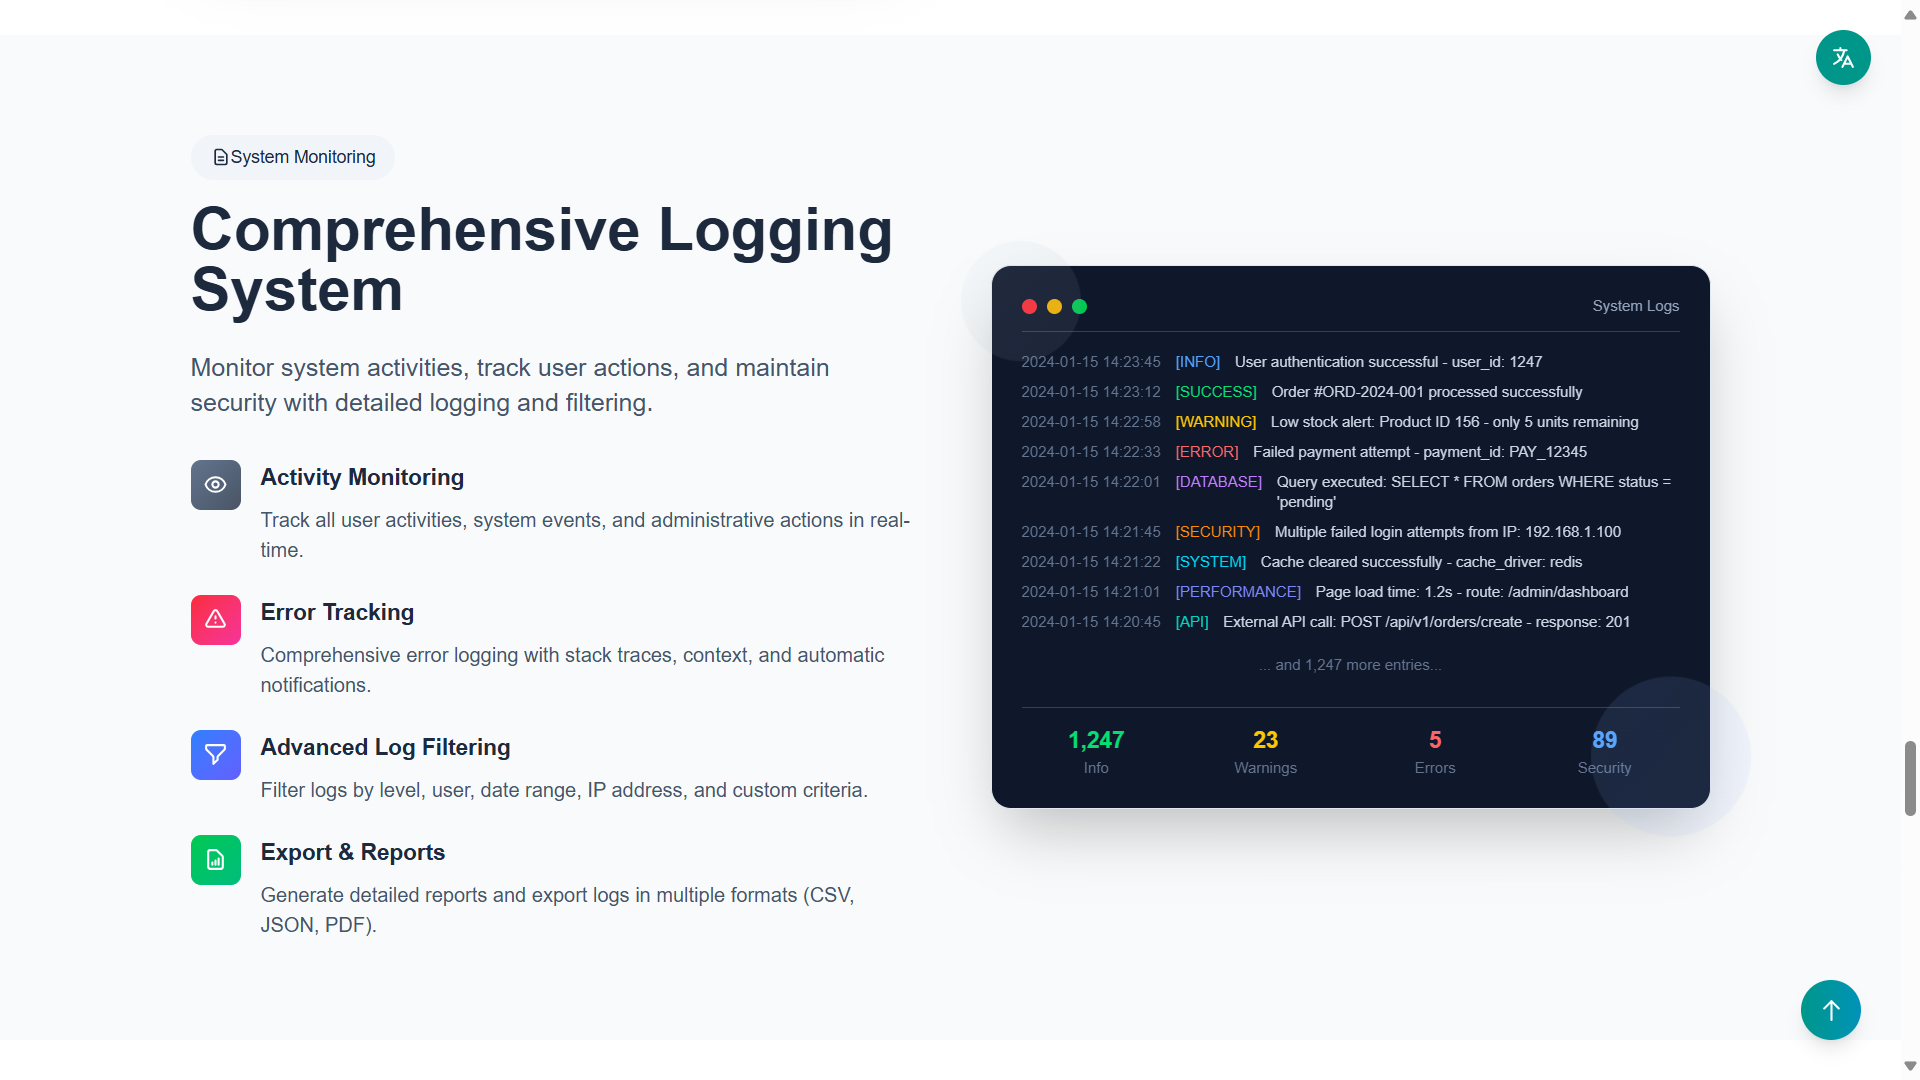 System Monitoring
Comprehensive Logging
System
Monitor system activities, track user actions, and maintain
security with detailed logging and filtering.
Activity Monitoring
Track all user activities, system events, and administrative actions in real-
time.
Error Tracking
Comprehensive error logging with stack traces, context, and automatic
notifications.
Advanced Log Filtering
Filter logs by level, user, date range, IP address, and custom criteria.
Export & Reports
Generate detailed reports and export logs in multiple formats (CSV,
JSON, PDF).
System Logs
2024-01-15 14:23:45 [INFO] User authentication successful - user_id: 1247
2024-01-15 14:23:12 [SUCCESS] Order #ORD-2024-001 processed successfully
2024-01-15 14:22:58 [WARNING] Low stock alert: Product ID 156 - only 5 units remaining
2024-01-15 14:22:33 [ERROR] Failed payment attempt - payment_id: PAY_12345
2024-01-15 14:22:01 [DATABASE] Query executed: SELECT * FROM orders WHERE status =
'pending'
2024-01-15 14:21:45 [SECURITY] Multiple failed login attempts from IP: 192.168.1.100
2024-01-15 14:21:22 [SYSTEM] Cache cleared successfully - cache_driver: redis
2024-01-15 14:21:01 [PERFORMANCE] Page load time: 1.2s - route: /admin/dashboard
2024-01-15 14:20:45 [API] External API call: POST /api/v1/orders/create - response: 201
... and 1,247 more entries...
1,247 23 5 89
Info Warnings Errors Security